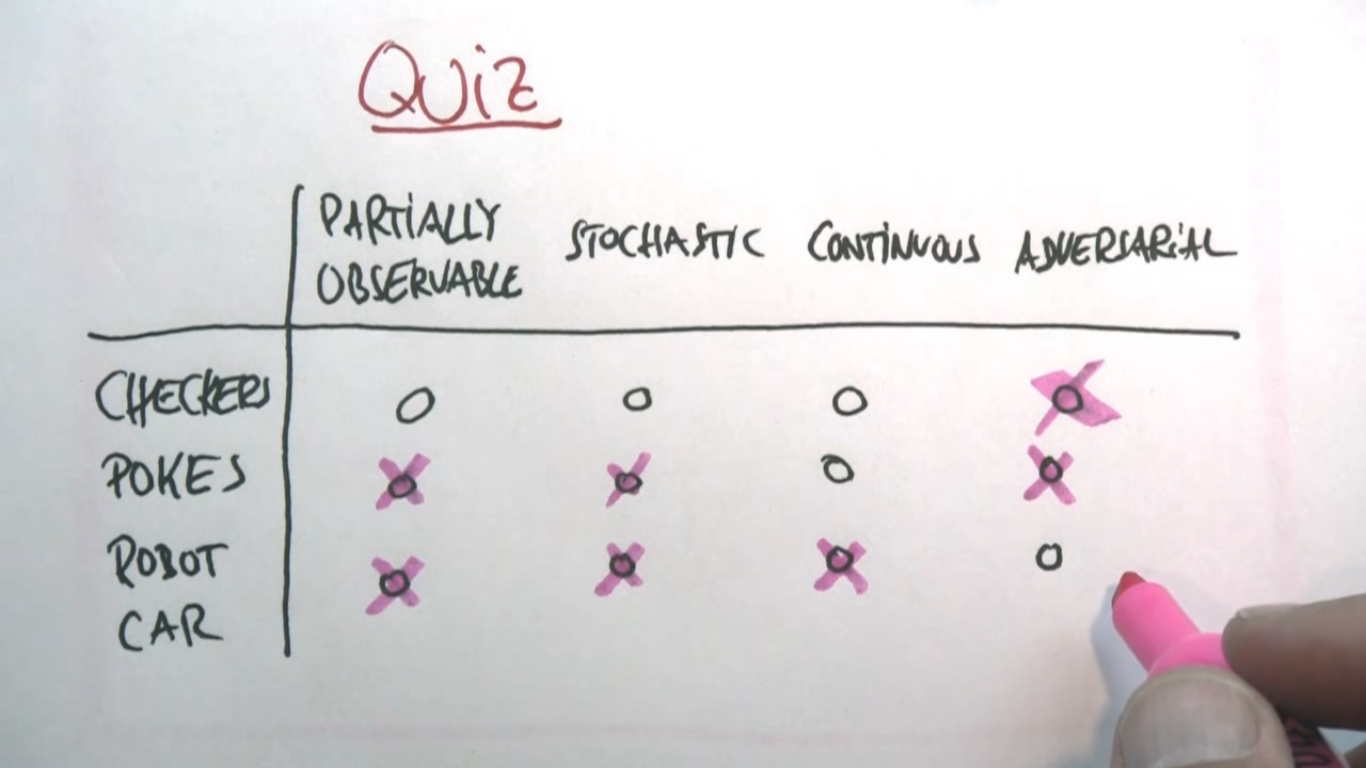 QUiZ
PARTiALLY
OBSERVABLE
STOCHASTIC
CONTiNUOUS
ADVERSARiAL
CHECKERS
POKES
ROBOT
CAR